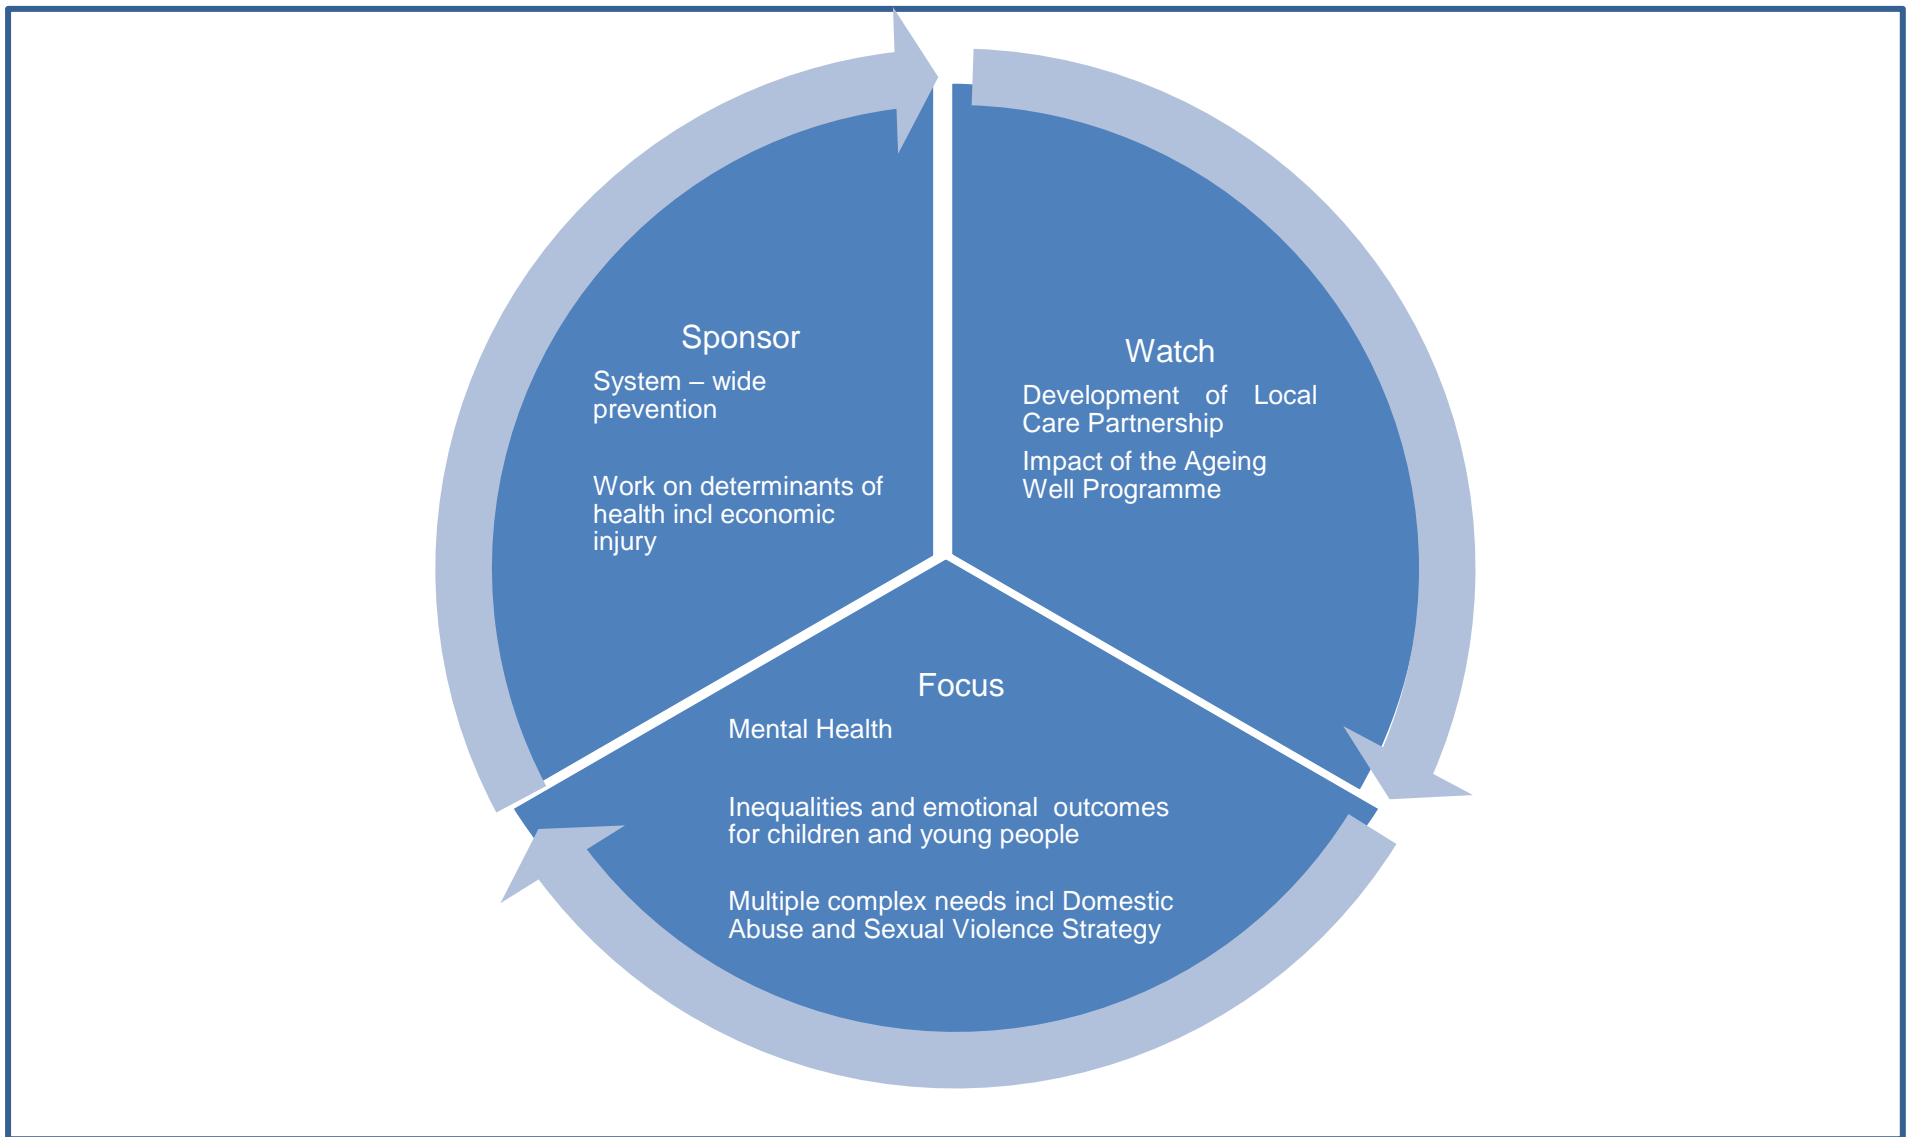 Sponsor
System – wide
prevention
Work on determinants of
health incl economic
injury
Watch
Development of Local
Care Partnership
Impact of the Ageing
Well Programme
Focus
Mental Health
Inequalities and emotional outcomes
for children and young people
Multiple complex needs incl Domestic
Abuse and Sexual Violence Strategy